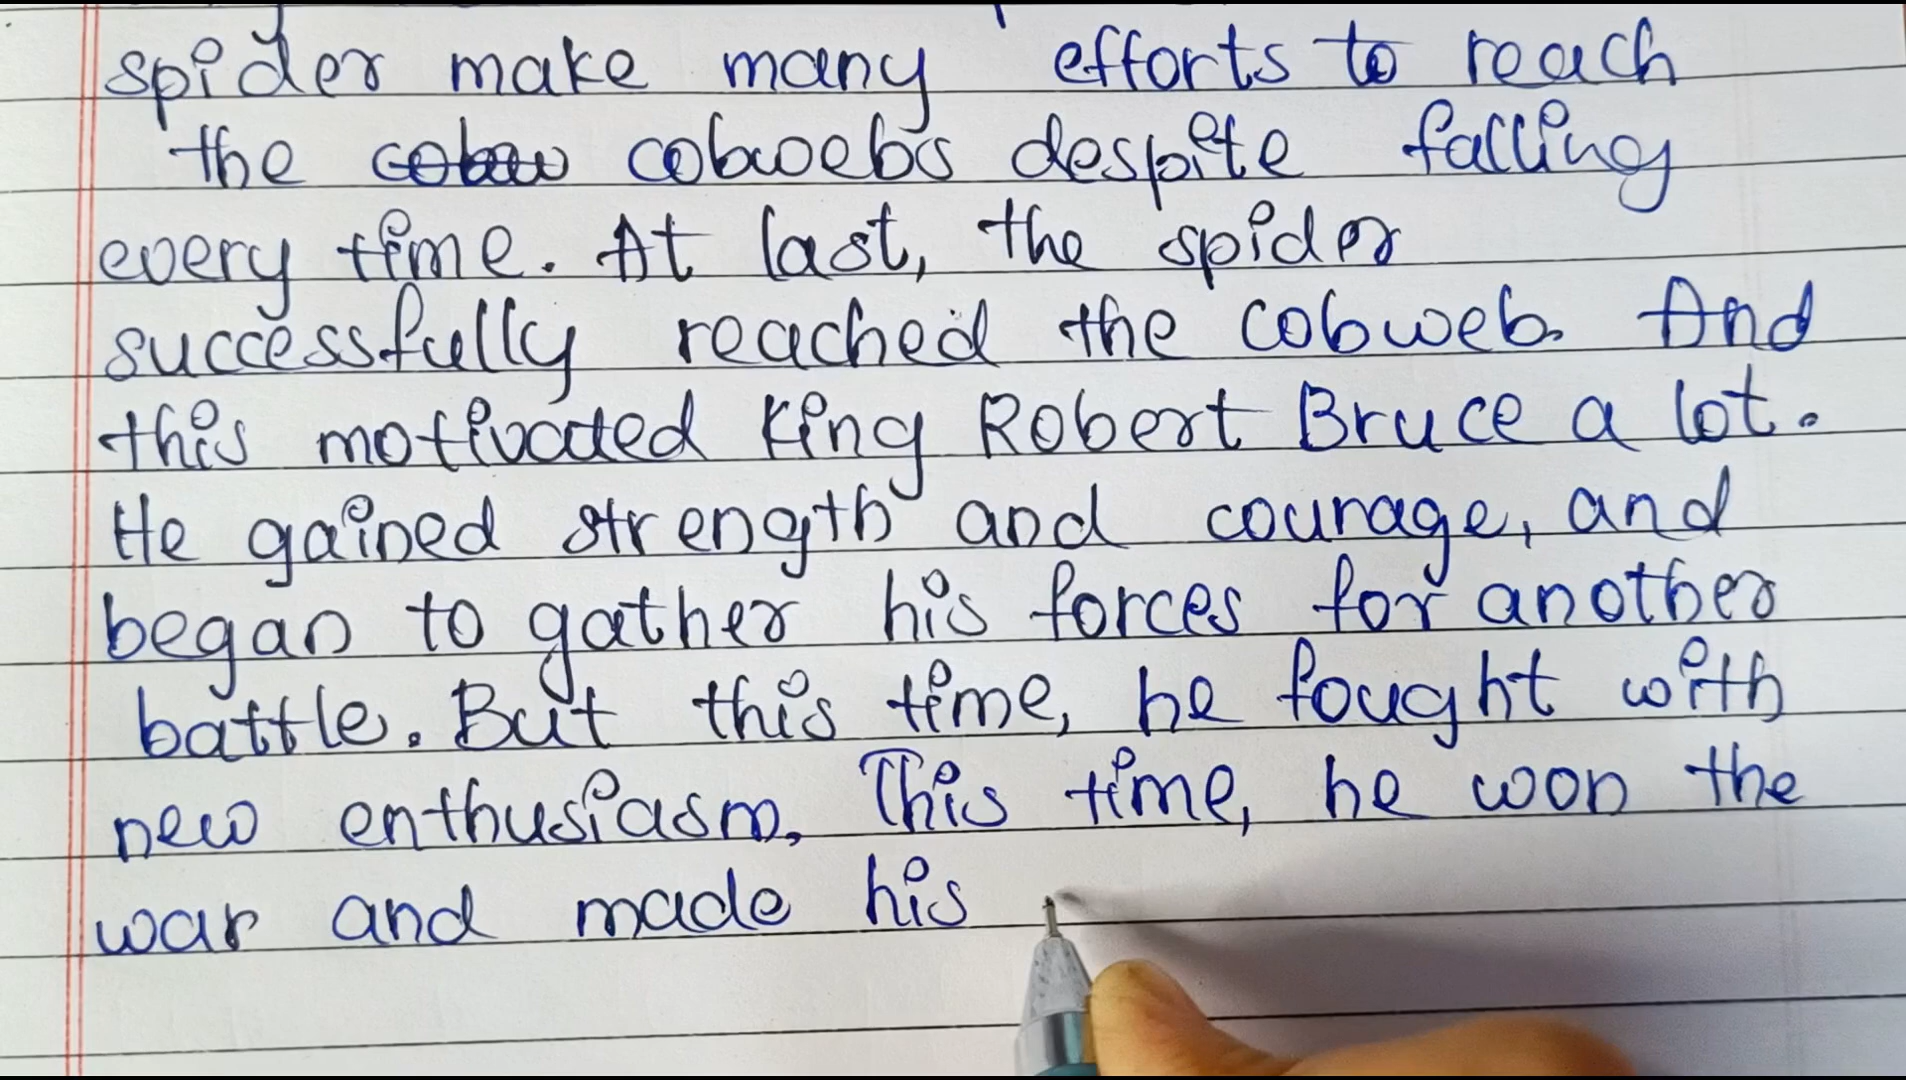 spider make many efforts to reach
the cobwebs despite falling
every time. At last, the spider
successfully reached the cobweb. And
this motivated King Robert Bruce a lot.
He gained strength and courage, and
began to gather his forces for another
battle. But this time, he fought with
new enthusiasm. This time, he won the
war and made his